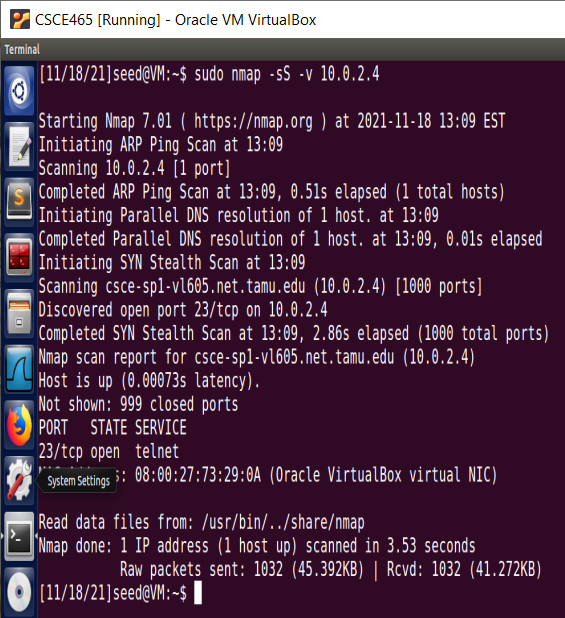 CSCE465 [Running] - Oracle VM VirtualBox
Terminal
[11/18/21]seed@VM:~$ sudo nmap -sS -v 10.0.2.4
Starting Nmap 7.01 ( https://nmap.org ) at 2021-11-18 13:09 EST
Initiating ARP Ping Scan at 13:09
Scanning 10.0.2.4 [1 port]
Completed ARP Ping Scan at 13:09, 0.51s elapsed (1 total hosts)
Initiating Parallel DNS resolution of 1 host. at 13:09
Completed Parallel DNS resolution of 1 host. at 13:09, 0.01s elapsed
Initiating SYN Stealth Scan at 13:09
Scanning csce-sp1-vl605.net.tamu.edu (10.0.2.4) [1000 ports]
Discovered open port 23/tcp on 10.0.2.4
Completed SYN Stealth Scan at 13:09, 2.86s elapsed (1000 total ports)
Nmap scan report for csce-sp1-vl605.net.tamu.edu (10.0.2.4)
Host is up (0.00073s latency).
Not shown: 999 closed ports
PORT   STATE SERVICE
23/tcp open  telnet
s: 08:00:27:73:29:0A (Oracle VirtualBox virtual NIC)
System Settings
Read data files from: /usr/bin/../share/nmap
Nmap done: 1 IP address (1 host up) scanned in 3.53 seconds
Raw packets sent: 1032 (45.392KB) | Rcvd: 1032 (41.272KB)
[11/18/21]seed@VM:~$